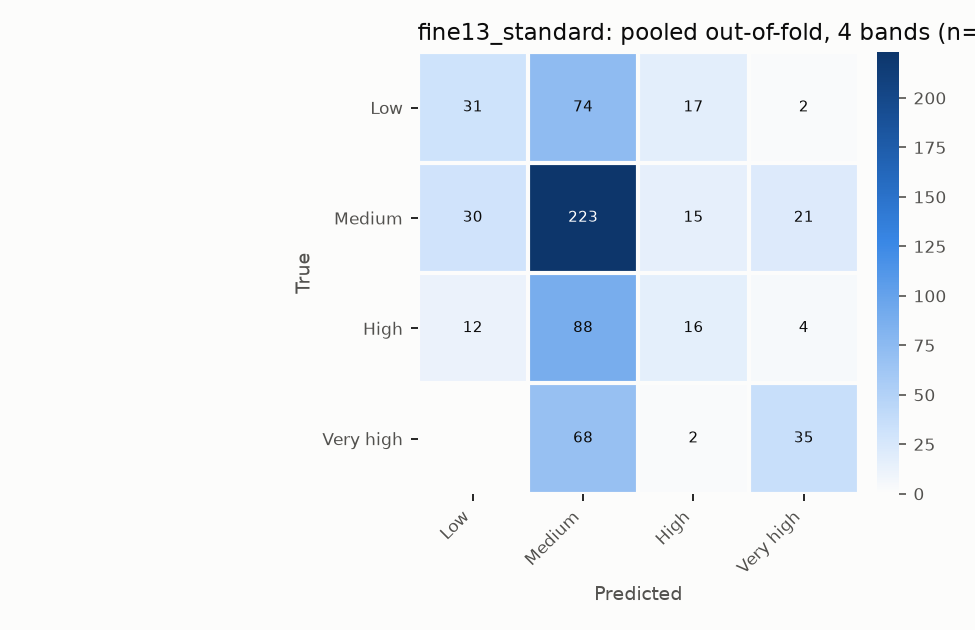 fine13_standard: pooled out-of-fold, 4 bands (n=
Low 31 74 17 2
Medium 30 223 15 21
High 12 88 16 4
Very high 68 2 35
True
Low Medium High Very high
Predicted
200
175
150
125
100
75
50
25
0